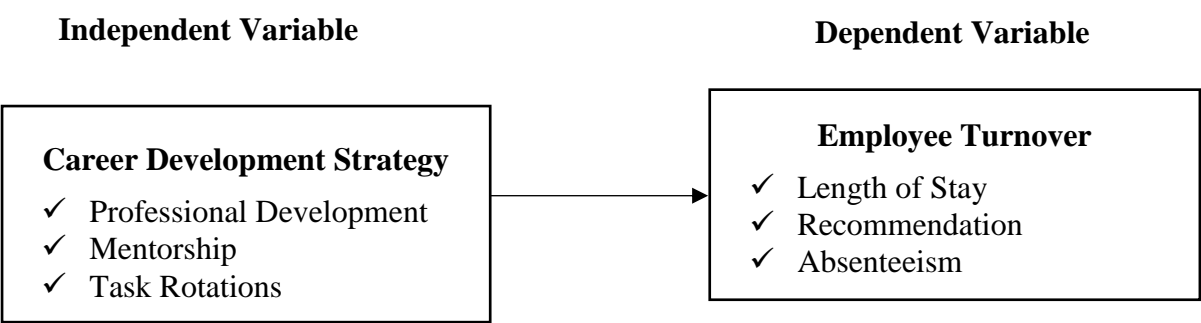 Independent Variable
Dependent Variable
Career Development Strategy
✓ Professional Development
✓ Mentorship
✓ Task Rotations
Employee Turnover
✓ Length of Stay
✓ Recommendation
✓ Absenteeism